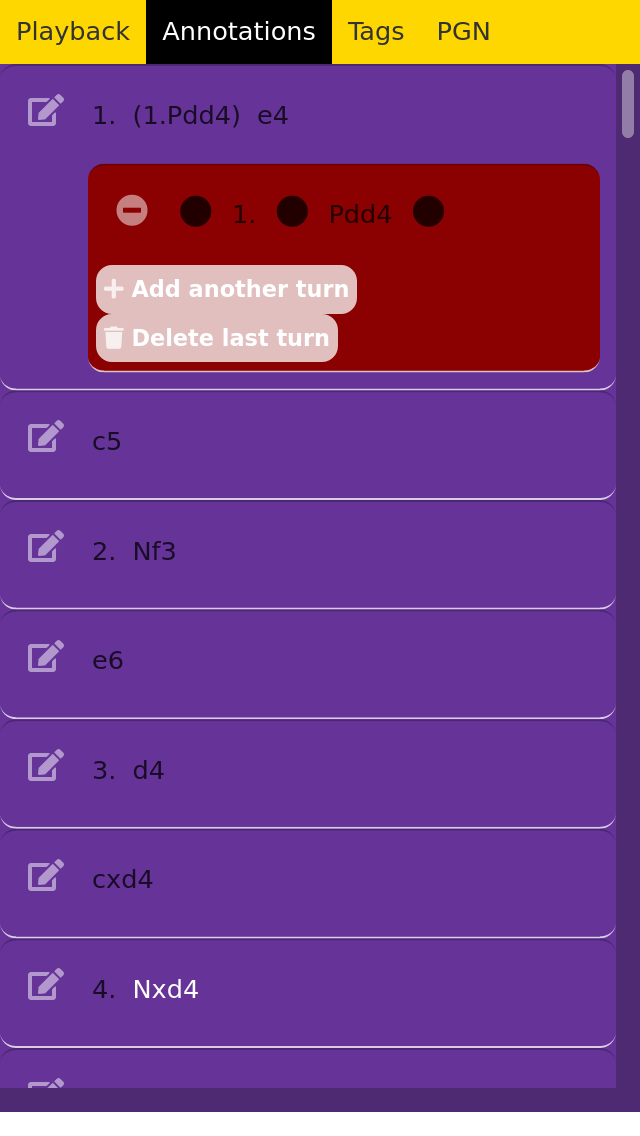 Playback Annotations Tags PGN
1. (1.Pdd4) e4
1. Pdd4
Add another turn
Delete last turn
c5
2. Nf3
e6
3. d4
cxd4
4. Nxd4